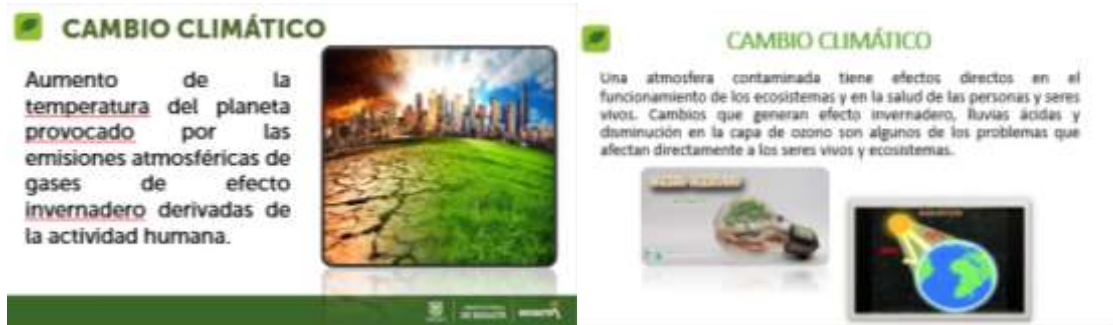 CAMBIO CLIMÁTICO
Aumento de la
temperatura del planeta
provocado por las
emisiones atmosféricas de
gases de efecto
invernadero derivadas de
la actividad humana.
DE BOGOTÁ
CAMBIO CLIMÁTICO
Una atmosfera contaminada tiene efectos directos en el
funcionamiento de los ecosistemas y en la salud de las personas y seres
vivos. Cambios que generan efecto invernadero, lluvias ácidas y
disminución en la capa de ozono son algunos de los problemas que
afectan directamente a los seres vivos y ecosistemas.